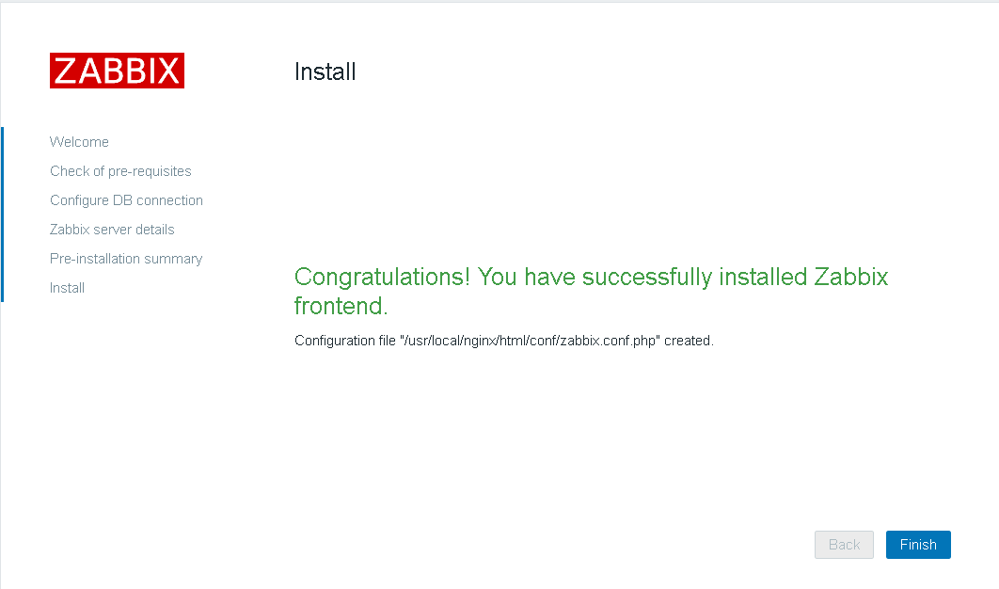 ZABBIX
Install
Welcome
Check of pre-requisites
Configure DB connection
Zabbix server details
Pre-installation summary
Install
Congratulations! You have successfully installed Zabbix
frontend.
Configuration file "/usr/local/nginx/html/conf/zabbix.conf.php" created.
Back
Finish